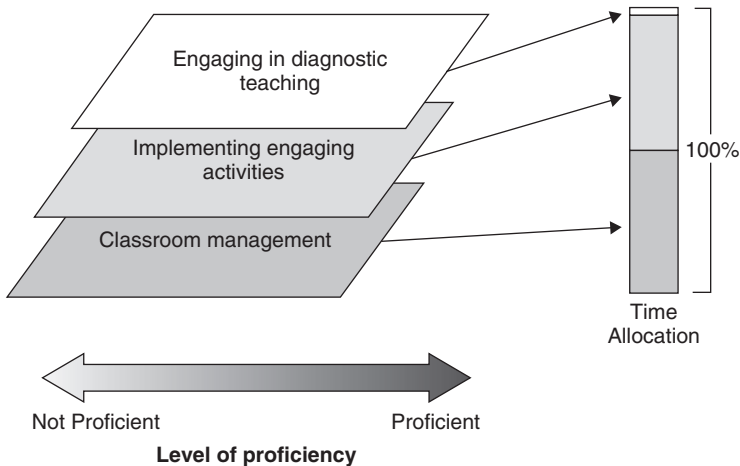 Engaging in diagnostic
teaching
Implementing engaging
activities
Classroom management
100%
Time
Allocation
Not Proficient
Proficient
Level of proficiency